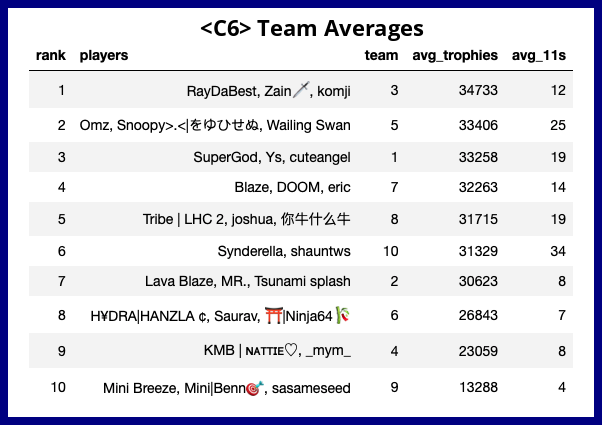 <C6> Team Averages
rank players team avg_trophies avg_11s
1 RayDaBest, Zain🗡️, komji 3 34733 12
2 Omz, Snoopy>.<|をゆひせぬ, Wailing Swan 5 33406 25
3 SuperGod, Ys, cuteangel 1 33258 19
4 Blaze, DOOM, eric 7 32263 14
5 Tribe | LHC 2, joshua, 你牛什么牛 8 31715 19
6 Synderella, shauntws 10 31329 34
7 Lava Blaze, MR., Tsunami splash 2 30623 8
8 H¥DRA|HANZLA ¢, Saurav, ⛩️|Ninja64🎋 6 26843 7
9 KMB | ɴᴀᴛᴛɪᴇ♡, _mym_ 4 23059 8
10 Mini Breeze, Mini|Benn🎯, sasameseed 9 13288 4